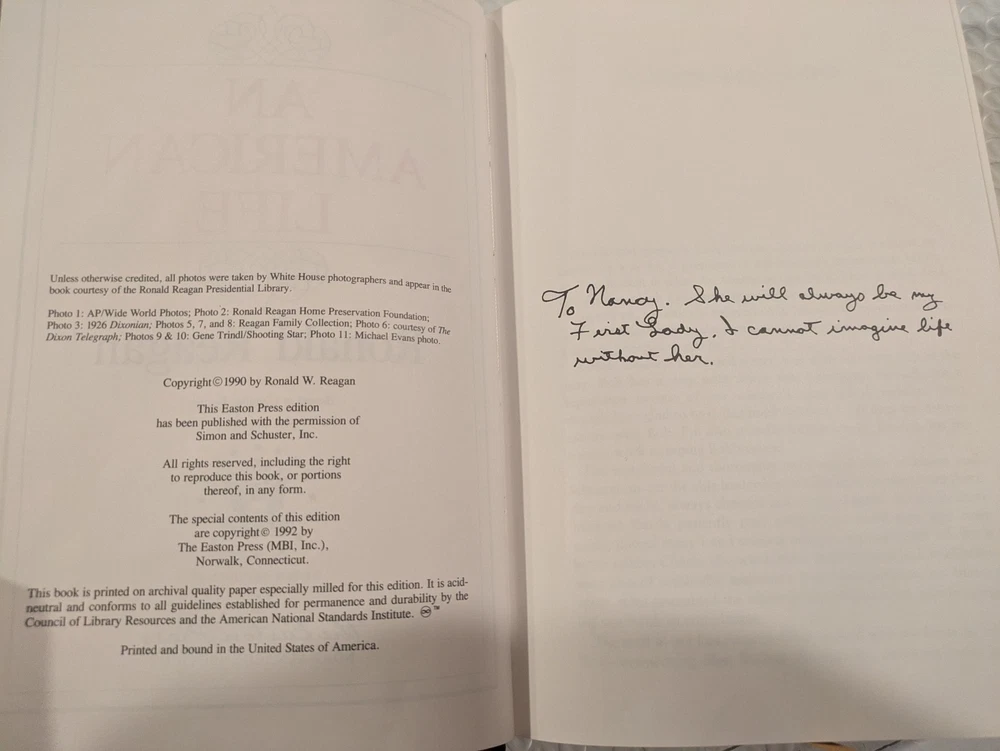 Unless otherwise credited, all photos were taken by White House photographers and appear in the
book courtesy of the Ronald Reagan Presidential Library.
Photo 1: AP/Wide World Photos; Photo 2: Ronald Reagan Home Preservation Foundation;
Photo 3: 1926 Dixonian; Photos 5, 7, and 8: Reagan Family Collection; Photo 6: courtesy of The
Dixon Telegraph; Photos 9 & 10: Gene Trindl/Shooting Star; Photo 11: Michael Evans photo.
Copyright © 1990 by Ronald W. Reagan
This Easton Press edition
has been published with the permission of
Simon and Schuster, Inc.
All rights reserved, including the right
to reproduce this book, or portions
thereof, in any form.
The special contents of this edition
are copyright © 1992 by
The Easton Press (MBI, Inc.),
Norwalk, Connecticut.
This book is printed on archival quality paper especially milled for this edition. It is acid-
neutral and conforms to all guidelines established for permanence and durability by the
Council of Library Resources and the American National Standards Institute. ♾™
Printed and bound in the United States of America.
To Nancy. She will always be my
First Lady. I cannot imagine life
without her.
AN
AMERICAN
LIFE